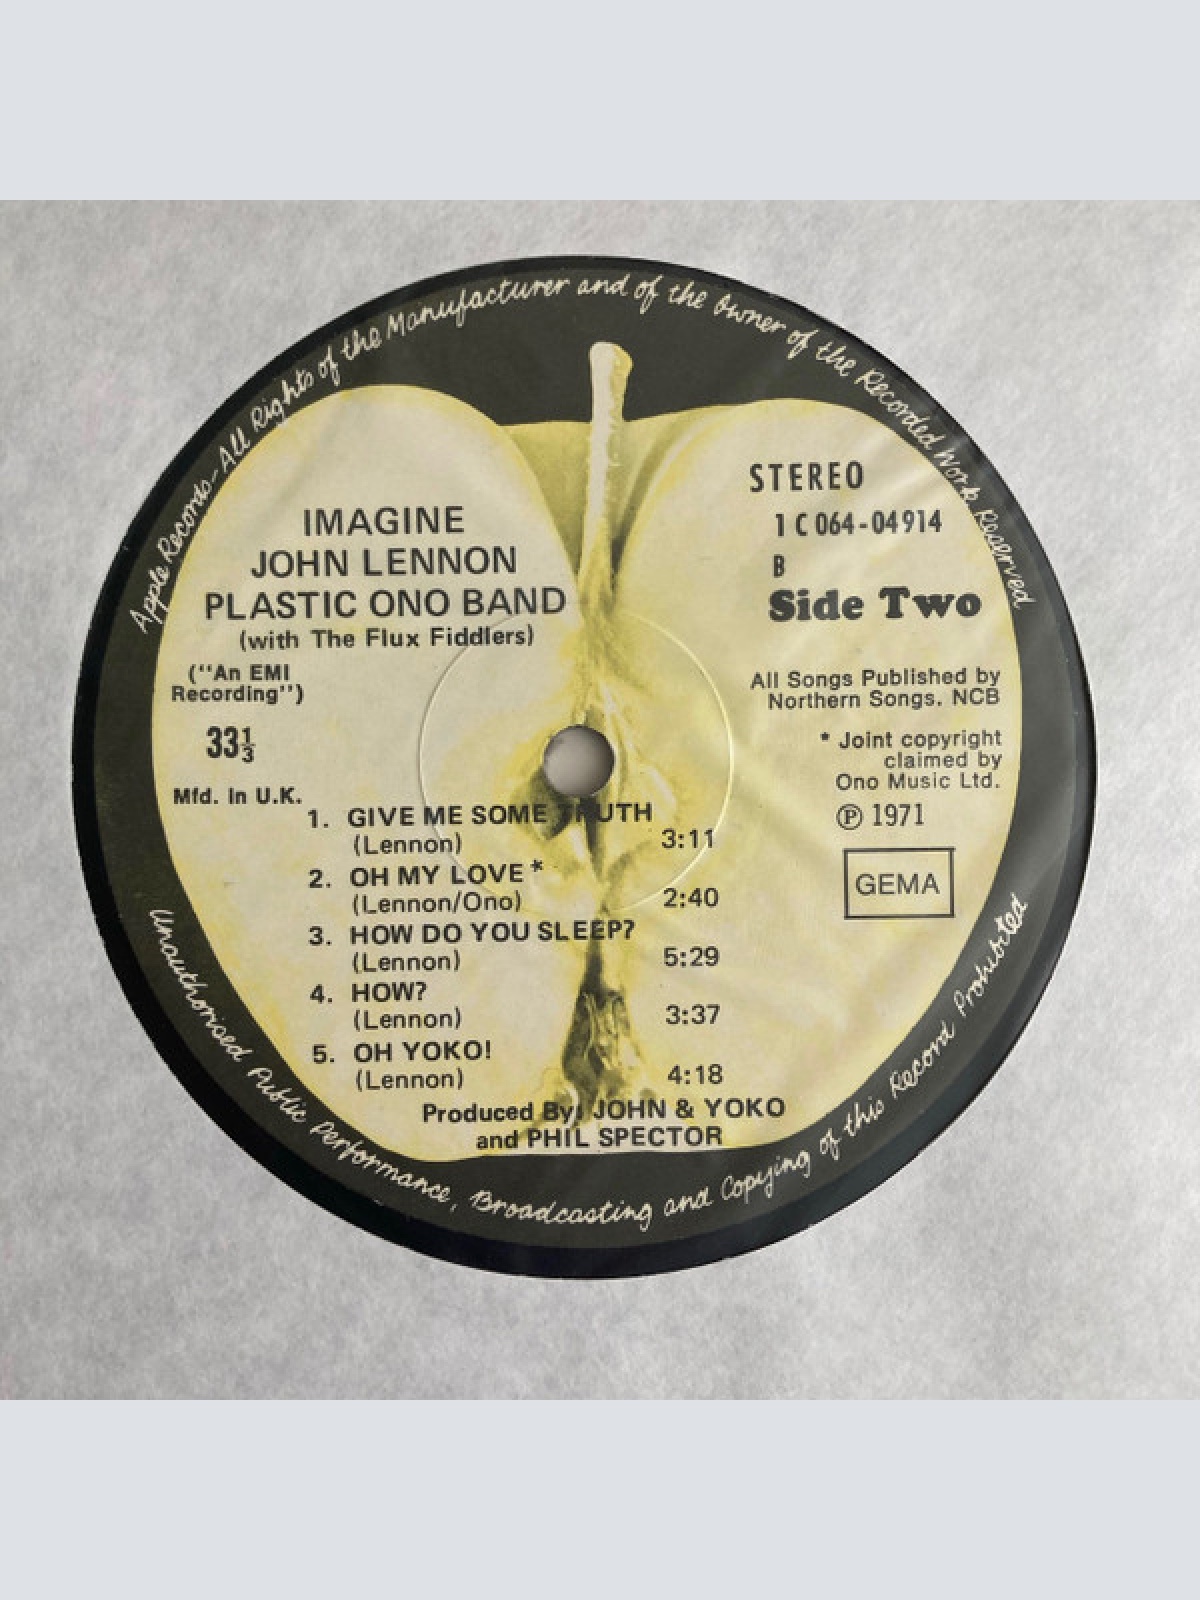 Apple Records-All Rights of the Manufacturer and of the Owner of the Recorded Work Reserved
IMAGINE
JOHN LENNON
PLASTIC ONO BAND
(with The Flux Fiddlers)
("An EMI
Recording")
33⅓
Mfd. In U.K.
STEREO
1 C 064-04914
B
Side Two
All Songs Published by
Northern Songs. NCB
* Joint copyright
claimed by
Ono Music Ltd.
Ⓟ 1971
GEMA
1. GIVE ME SOME TRUTH
(Lennon) 3:11
2. OH MY LOVE *
(Lennon/Ono) 2:40
3. HOW DO YOU SLEEP?
(Lennon) 5:29
4. HOW?
(Lennon) 3:37
5. OH YOKO!
(Lennon) 4:18
Produced By: JOHN & YOKO
and PHIL SPECTOR
Unauthorised Public Performance, Broadcasting and Copying of this Record Prohibited